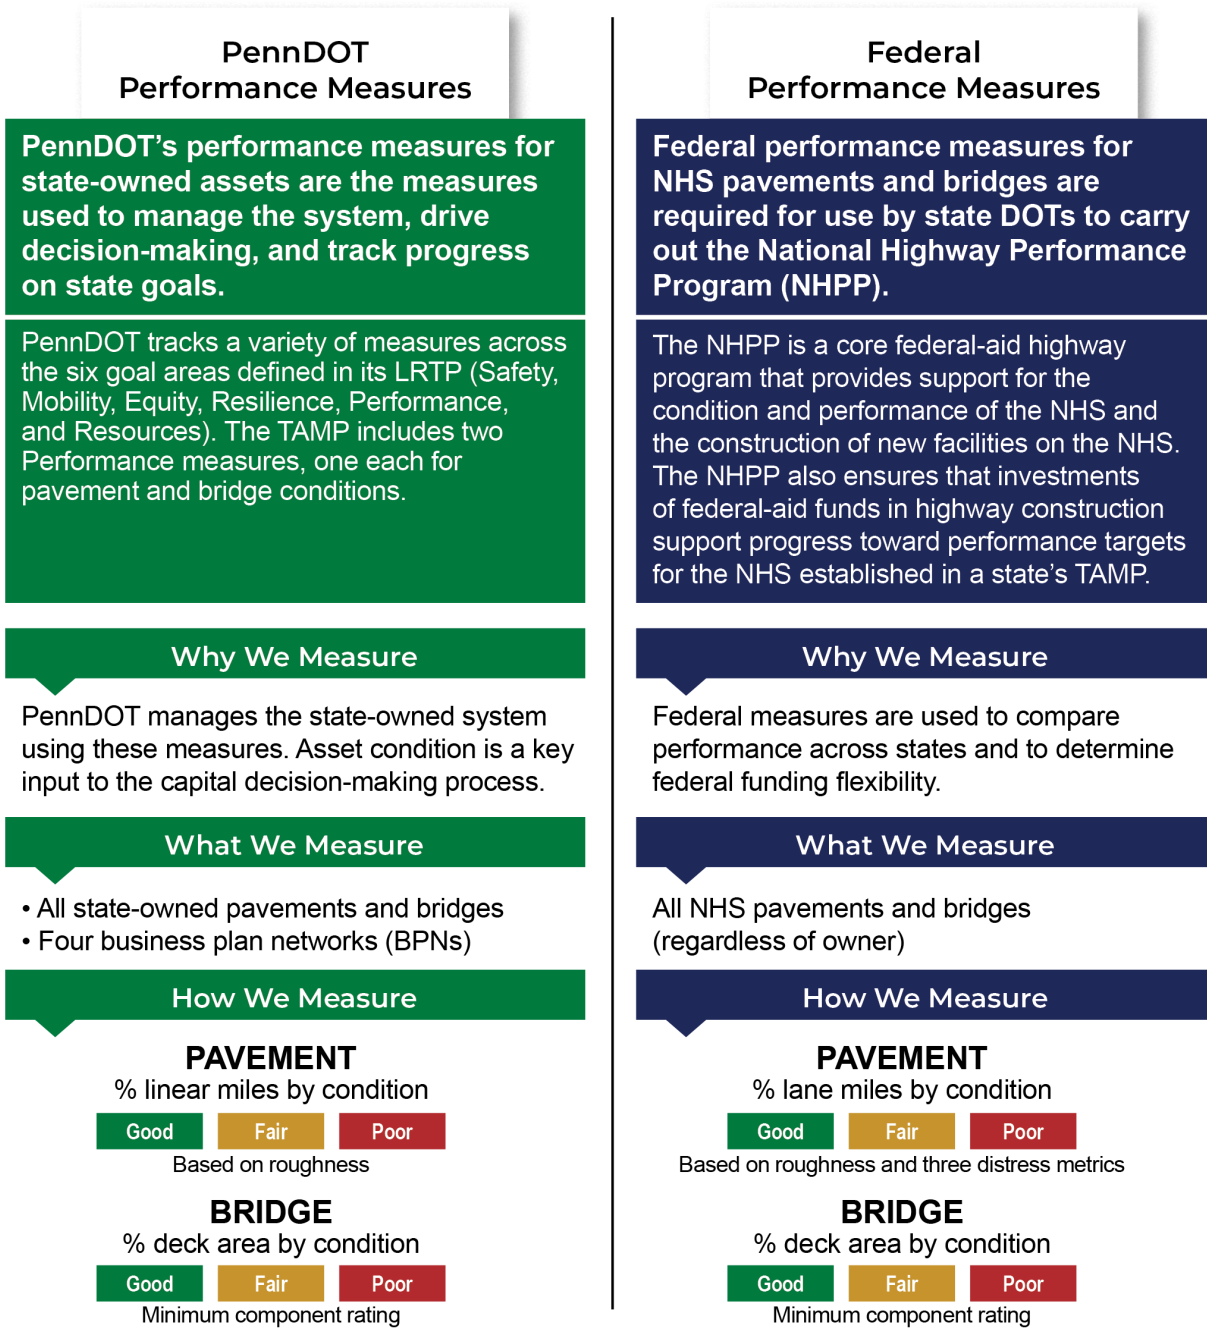 PennDOT
Performance Measures
PennDOT’s performance measures for
state-owned assets are the measures
used to manage the system, drive
decision-making, and track progress
on state goals.
PennDOT tracks a variety of measures across
the six goal areas defined in its LRTP (Safety,
Mobility, Equity, Resilience, Performance,
and Resources). The TAMP includes two
Performance measures, one each for
pavement and bridge conditions.
Why We Measure
PennDOT manages the state-owned system
using these measures. Asset condition is a key
input to the capital decision-making process.
What We Measure
• All state-owned pavements and bridges
• Four business plan networks (BPNs)
How We Measure
PAVEMENT
% linear miles by condition
Good Fair Poor
Based on roughness
BRIDGE
% deck area by condition
Good Fair Poor
Minimum component rating
Federal
Performance Measures
Federal performance measures for
NHS pavements and bridges are
required for use by state DOTs to carry
out the National Highway Performance
Program (NHPP).
The NHPP is a core federal-aid highway
program that provides support for the
condition and performance of the NHS and
the construction of new facilities on the NHS.
The NHPP also ensures that investments
of federal-aid funds in highway construction
support progress toward performance targets
for the NHS established in a state’s TAMP.
Why We Measure
Federal measures are used to compare
performance across states and to determine
federal funding flexibility.
What We Measure
All NHS pavements and bridges
(regardless of owner)
How We Measure
PAVEMENT
% lane miles by condition
Good Fair Poor
Based on roughness and three distress metrics
BRIDGE
% deck area by condition
Good Fair Poor
Minimum component rating